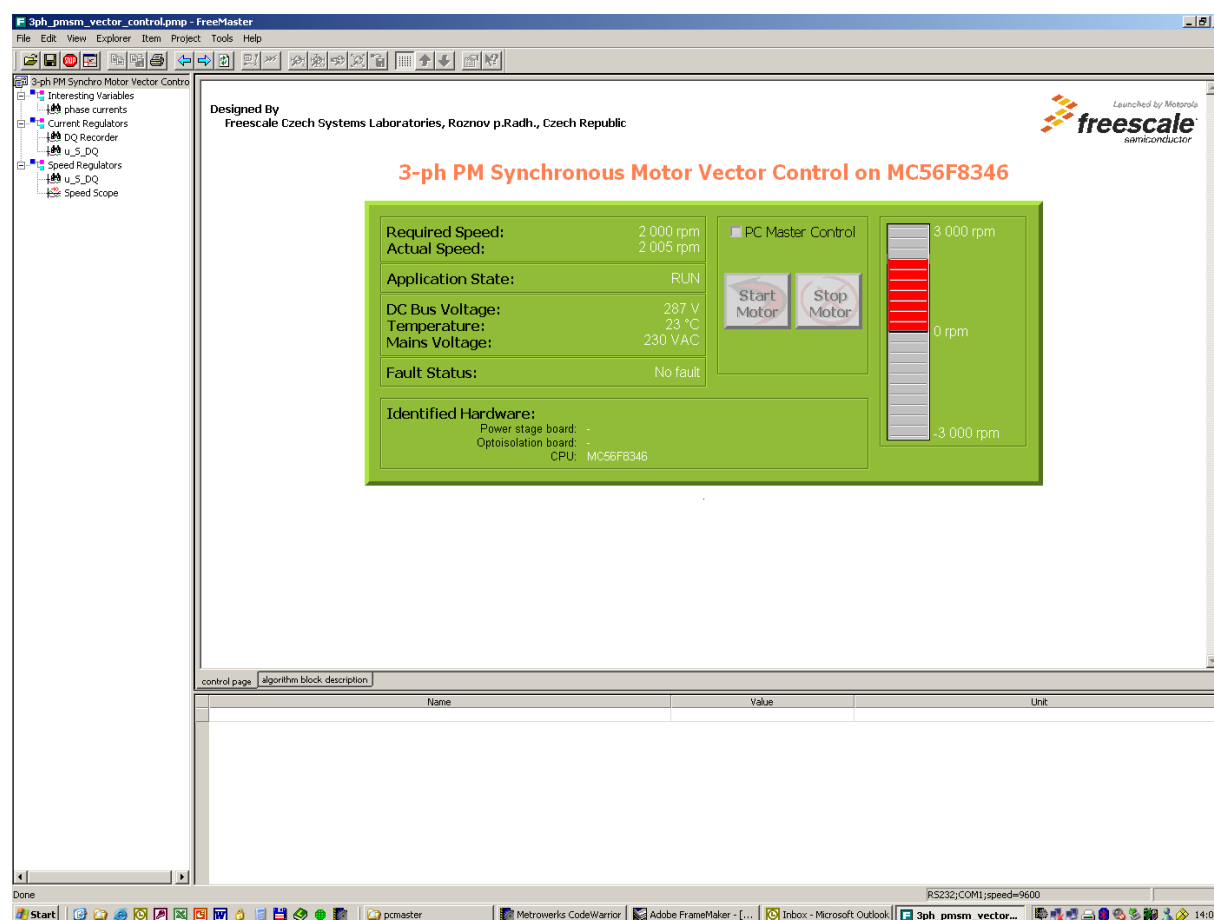 3ph_pmsm_vector_control.pmp - FreeMaster
File Edit View Explorer Item Project Tools Help
3-ph PM Synchro Motor Vector Contro
Interesting Variables
phase currents
Current Regulators
DQ Recorder
u_S_DQ
Speed Regulators
u_S_DQ
Speed Scope
Designed By
Freescale Czech Systems Laboratories, Roznov p.Radh., Czech Republic
Launched by Motorola
freescale
semiconductor
3-ph PM Synchronous Motor Vector Control on MC56F8346
Required Speed: 2 000 rpm
Actual Speed: 2 005 rpm
Application State: RUN
DC Bus Voltage: 287 V
Temperature: 23 °C
Mains Voltage: 230 VAC
Fault Status: No fault
PC Master Control
Start Motor
Stop Motor
3 000 rpm
0 rpm
-3 000 rpm
Identified Hardware:
Power stage board: -
Optoisolation board: -
CPU: MC56F8346
control page algorithm block description
Name Value Unit
Done RS232;COM1;speed=9600
Start pcmaster Metrowerks CodeWarrior Adobe FrameMaker - [... Inbox - Microsoft Outlook 3ph_pmsm_vector...